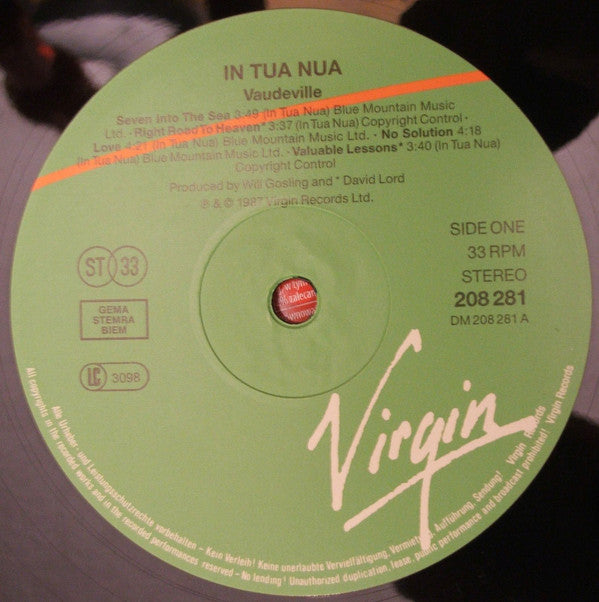 IN TUA NUA
Vaudeville
Seven Into The Sea 3:49 (In Tua Nua) Blue Mountain Music
Ltd. · Right Road To Heaven* 3:37 (In Tua Nua) Copyright Control ·
Love 4:21 (In Tua Nua) Blue Mountain Music Ltd. · No Solution 4:18
(In Tua Nua) Blue Mountain Music Ltd. · Valuable Lessons* 3:40 (In Tua Nua)
Copyright Control
Produced by Will Gosling and * David Lord
℗ & © 1987 Virgin Records Ltd.
SIDE ONE
33 RPM
STEREO
208 281
DM 208 281 A
ST 33
GEMA
STEMRA
BIEM
LC 3098
Virgin
Alle Urheber- und Leistungsschutzrechte vorbehalten – Kein Verleih! Keine unerlaubte Vervielfältigung, Vermietung, Aufführung, Sendung! Virgin Records
All copyrights in the recorded works and in the recorded performances reserved – No lending! Unauthorized duplication, lease, public performance and broadcast prohibited! Virgin Records